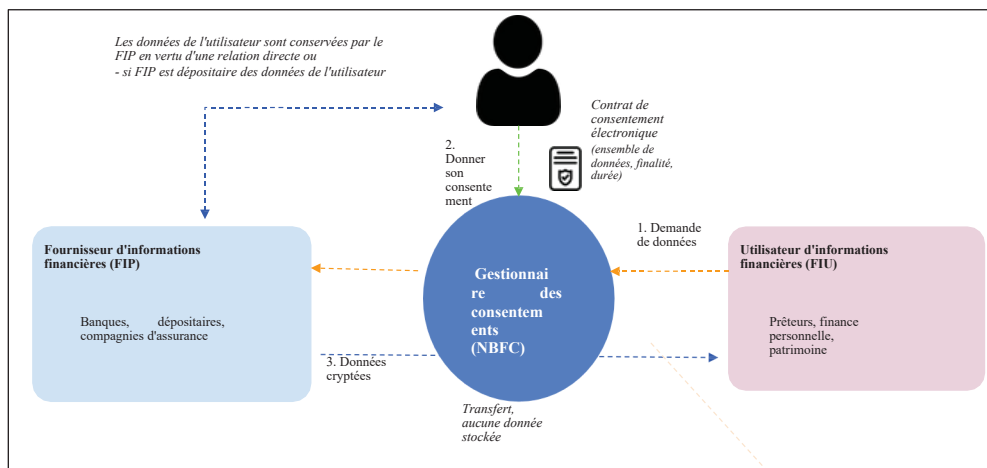 Les données de l'utilisateur sont conservées par le
FIP en vertu d'une relation directe ou
- si FIP est dépositaire des données de l'utilisateur
Contrat de
consentement
électronique
(ensemble de
données, finalité,
durée)
2.
Donner
son
consente
ment
1. Demande
de données
Fournisseur d'informations
financières (FIP)
Banques, dépositaires,
compagnies d'assurance
Gestionnai
re des
consentem
ents
(NBFC)
Utilisateur d'informations
financières (FIU)
Prêteurs, finance
personnelle,
patrimoine
3. Données
cryptées
Transfert,
aucune donnée
stockée